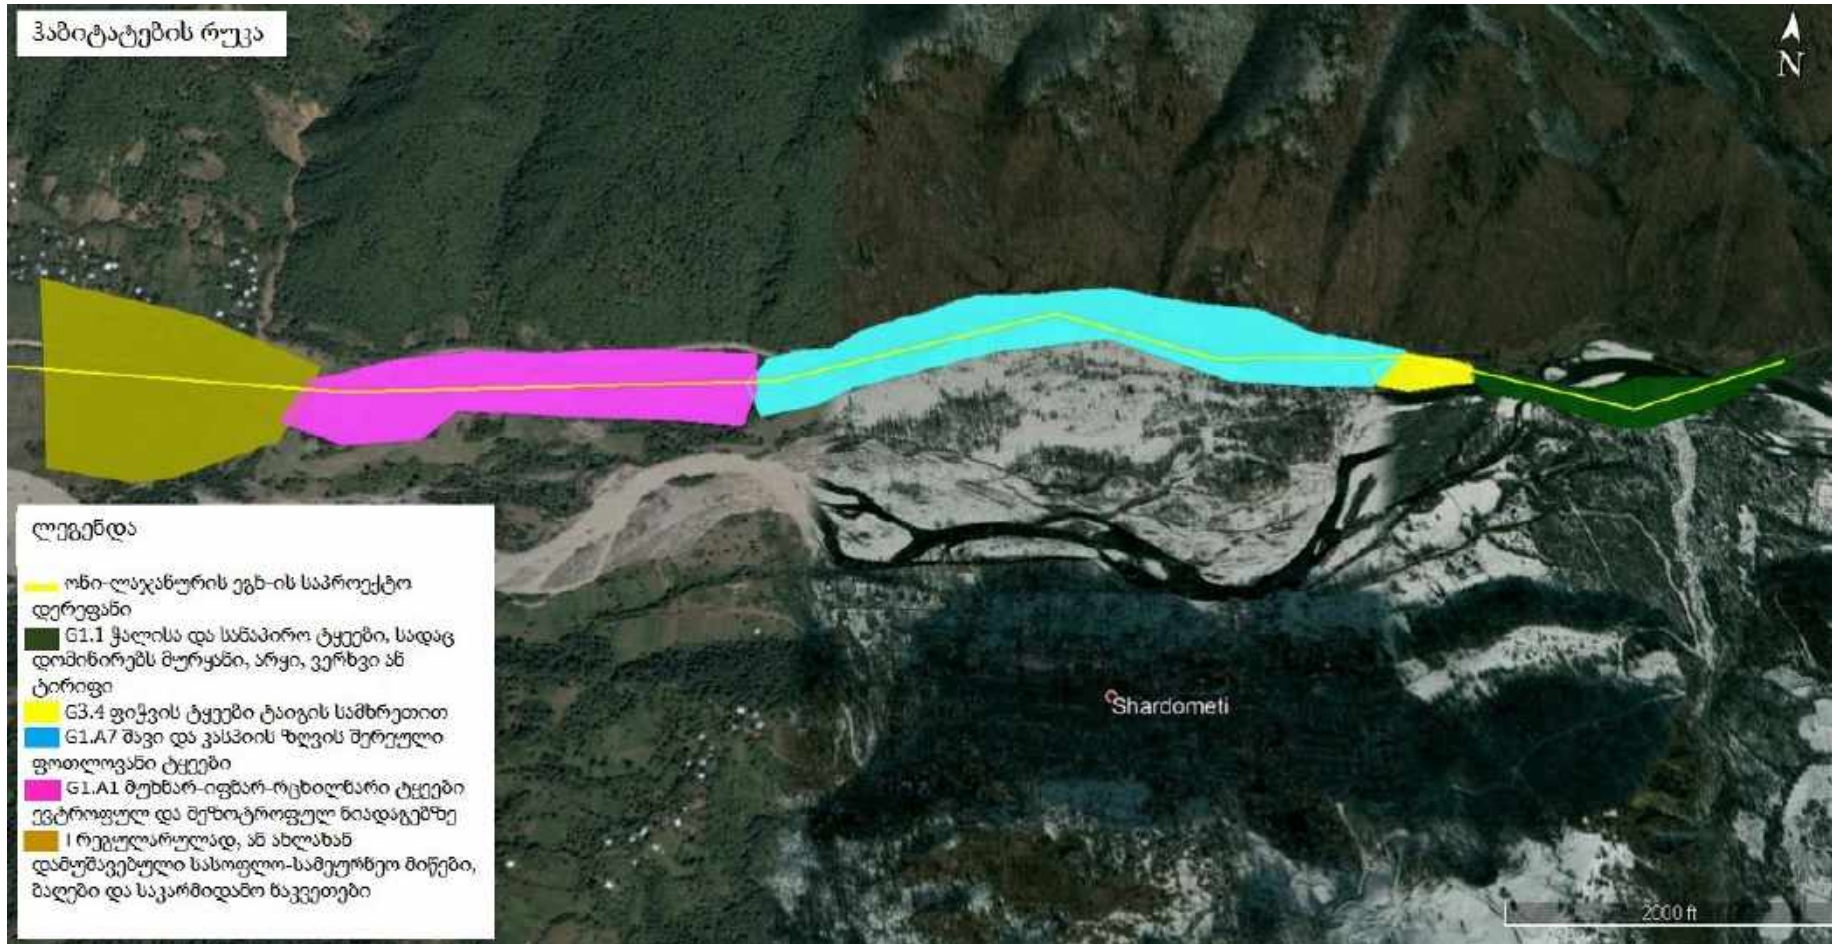 ჰაბიტატების რუკა
N
ლეგენდა
ონი-ლაჯანურის ეგხ-ის საპროექტო
დერეფანი
G1.1 ჭალისა და სანაპირო ტყეები, სადაც
დომინირებს მურყანი, არყი, ვერხვი ან
ტირიფი
G3.4 ფიჭვის ტყეები ტაიგის სამხრეთით
G1.A7 შავი და კასპიის ზღვის შერეული
ფოთლოვანი ტყეები
G1.A1 მუხნარ-იფნარ-რცხილნარი ტყეები
ევტროფულ და მეზოტროფულ ნიადაგებზე
I რეგულარულად, ან ახლახან
დამუშავებული სასოფლო-სამეურნეო მიწები,
ბაღები და საკარმიდამო ნაკვეთები
Shardometi
2000 ft